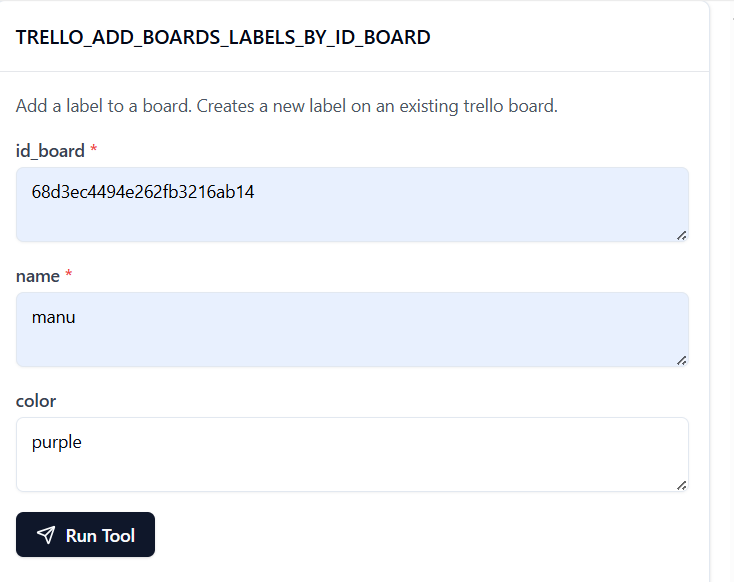 TRELLO_ADD_BOARDS_LABELS_BY_ID_BOARD
Add a label to a board. Creates a new label on an existing trello board.
id_board *
68d3ec4494e262fb3216ab14
name *
manu
color
purple
Run Tool